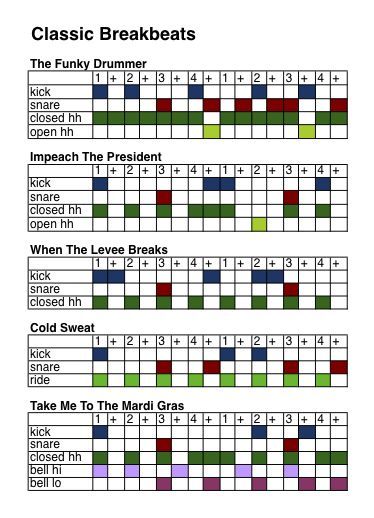 Classic Breakbeats
The Funky Drummer
1 + 2 + 3 + 4 + 1 + 2 + 3 + 4 +
kick
snare
closed hh
open hh
Impeach The President
1 + 2 + 3 + 4 + 1 + 2 + 3 + 4 +
kick
snare
closed hh
open hh
When The Levee Breaks
1 + 2 + 3 + 4 + 1 + 2 + 3 + 4 +
kick
snare
closed hh
Cold Sweat
1 + 2 + 3 + 4 + 1 + 2 + 3 + 4 +
kick
snare
ride
Take Me To The Mardi Gras
1 + 2 + 3 + 4 + 1 + 2 + 3 + 4 +
kick
snare
closed hh
bell hi
bell lo